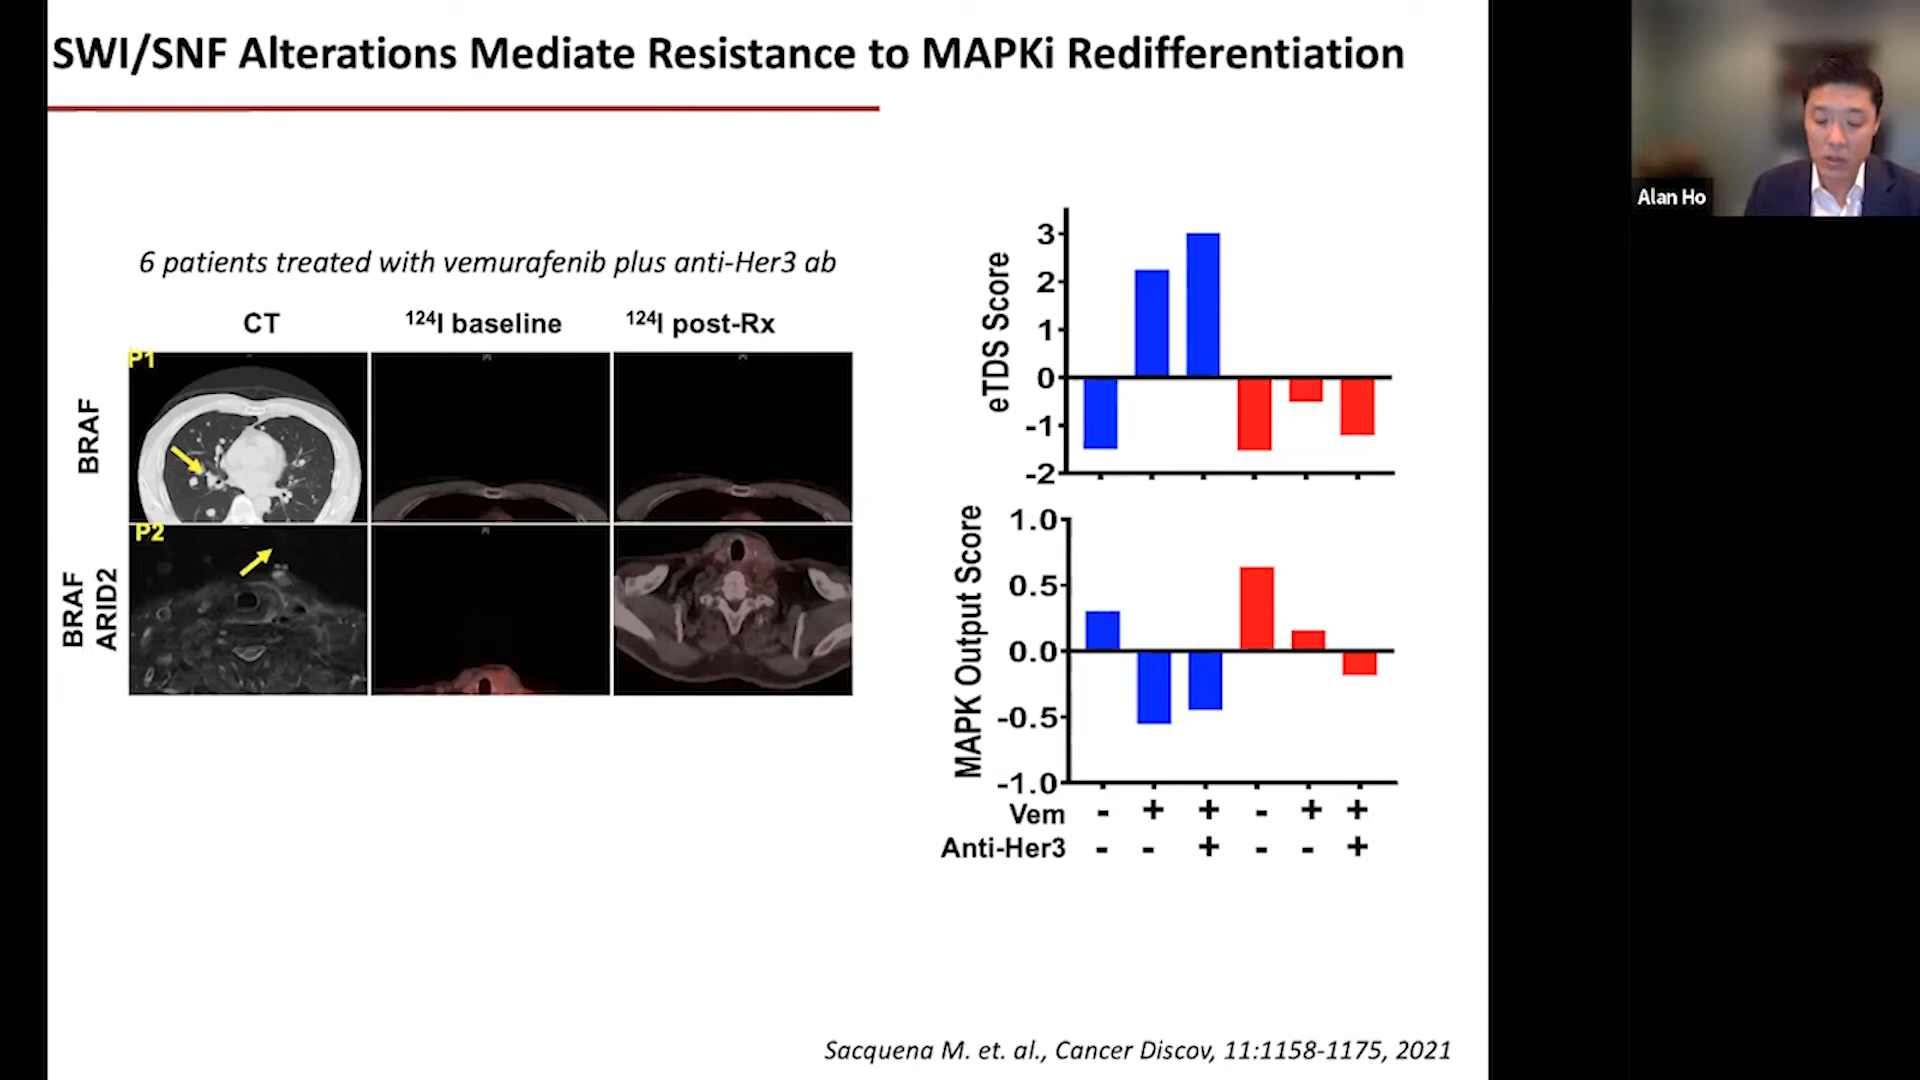 SWI/SNF Alterations Mediate Resistance to MAPKi Redifferentiation
Alan Ho
6 patients treated with vemurafenib plus anti-Her3 ab
CT
124I baseline
124I post-Rx
P1
BRAF
P2
BRAF
ARID2
eTDS Score
3
2
1
0
-1
-2
MAPK Output Score
1.0
0.5
0.0
-0.5
-1.0
Vem - + + - + +
Anti-Her3 - - + - - +
Sacquena M. et. al., Cancer Discov, 11:1158-1175, 2021